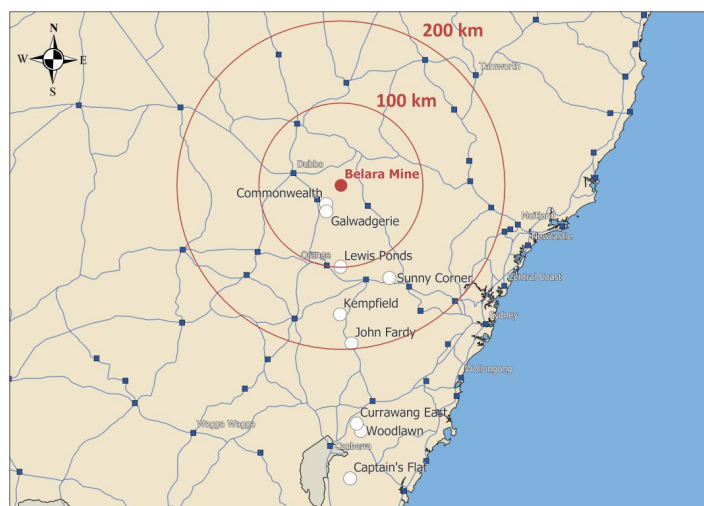 N
W E
S
200 km
Tamworth
100 km
Dubbo
Belara Mine
Commonwealth
Galwadgerie
Maitland
Newcastle
Orange
Lewis Ponds
Sunny Corner
Central Coast
Kempfield
Sydney
John Fardy
Wollongong
Currawang East
Wagga Wagga
Woodlawn
Canberra
Captain's Flat